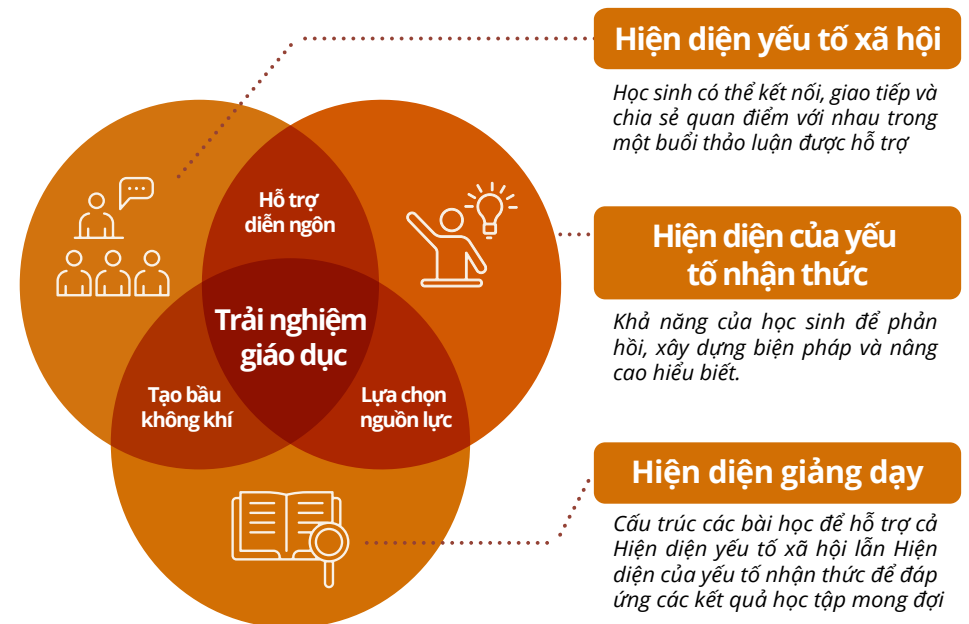 Hiện diện yếu tố xã hội
Học sinh có thể kết nối, giao tiếp và
chia sẻ quan điểm với nhau trong
một buổi thảo luận được hỗ trợ
Hỗ trợ
diễn ngôn
Hiện diện của yếu
tố nhận thức
Khả năng của học sinh để phản
hồi, xây dựng biện pháp và nâng
cao hiểu biết.
Trải nghiệm
giáo dục
Tạo bầu
không khí
Lựa chọn
nguồn lực
Hiện diện giảng dạy
Cấu trúc các bài học để hỗ trợ cả
Hiện diện yếu tố xã hội lẫn Hiện
diện của yếu tố nhận thức để đáp
ứng các kết quả học tập mong đợi